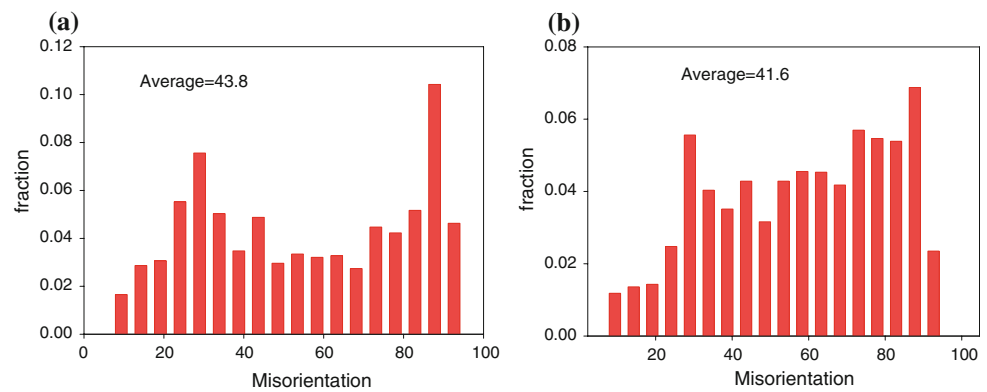 (a)
Average=43.8
0.12
0.10
0.08
0.06
0.04
0.02
0.00
fraction
0 20 40 60 80 100
Misorientation
(b)
Average=41.6
0.08
0.06
0.04
0.02
0.00
fraction
20 40 60 80 100
Misorientation